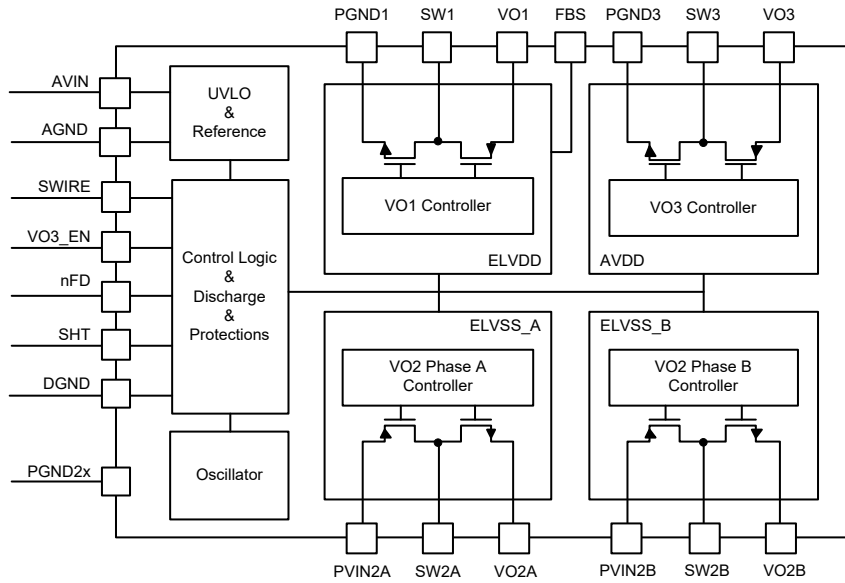 PGND1
SW1
VO1
FBS
PGND3
SW3
VO3
AVIN
AGND
SWIRE
VO3_EN
nFD
SHT
DGND
PGND2x
UVLO
&
Reference
Control Logic
&
Discharge
&
Protections
Oscillator
VO1 Controller
ELVDD
VO3 Controller
AVDD
ELVSS_A
VO2 Phase A
Controller
ELVSS_B
VO2 Phase B
Controller
PVIN2A
SW2A
VO2A
PVIN2B
SW2B
VO2B